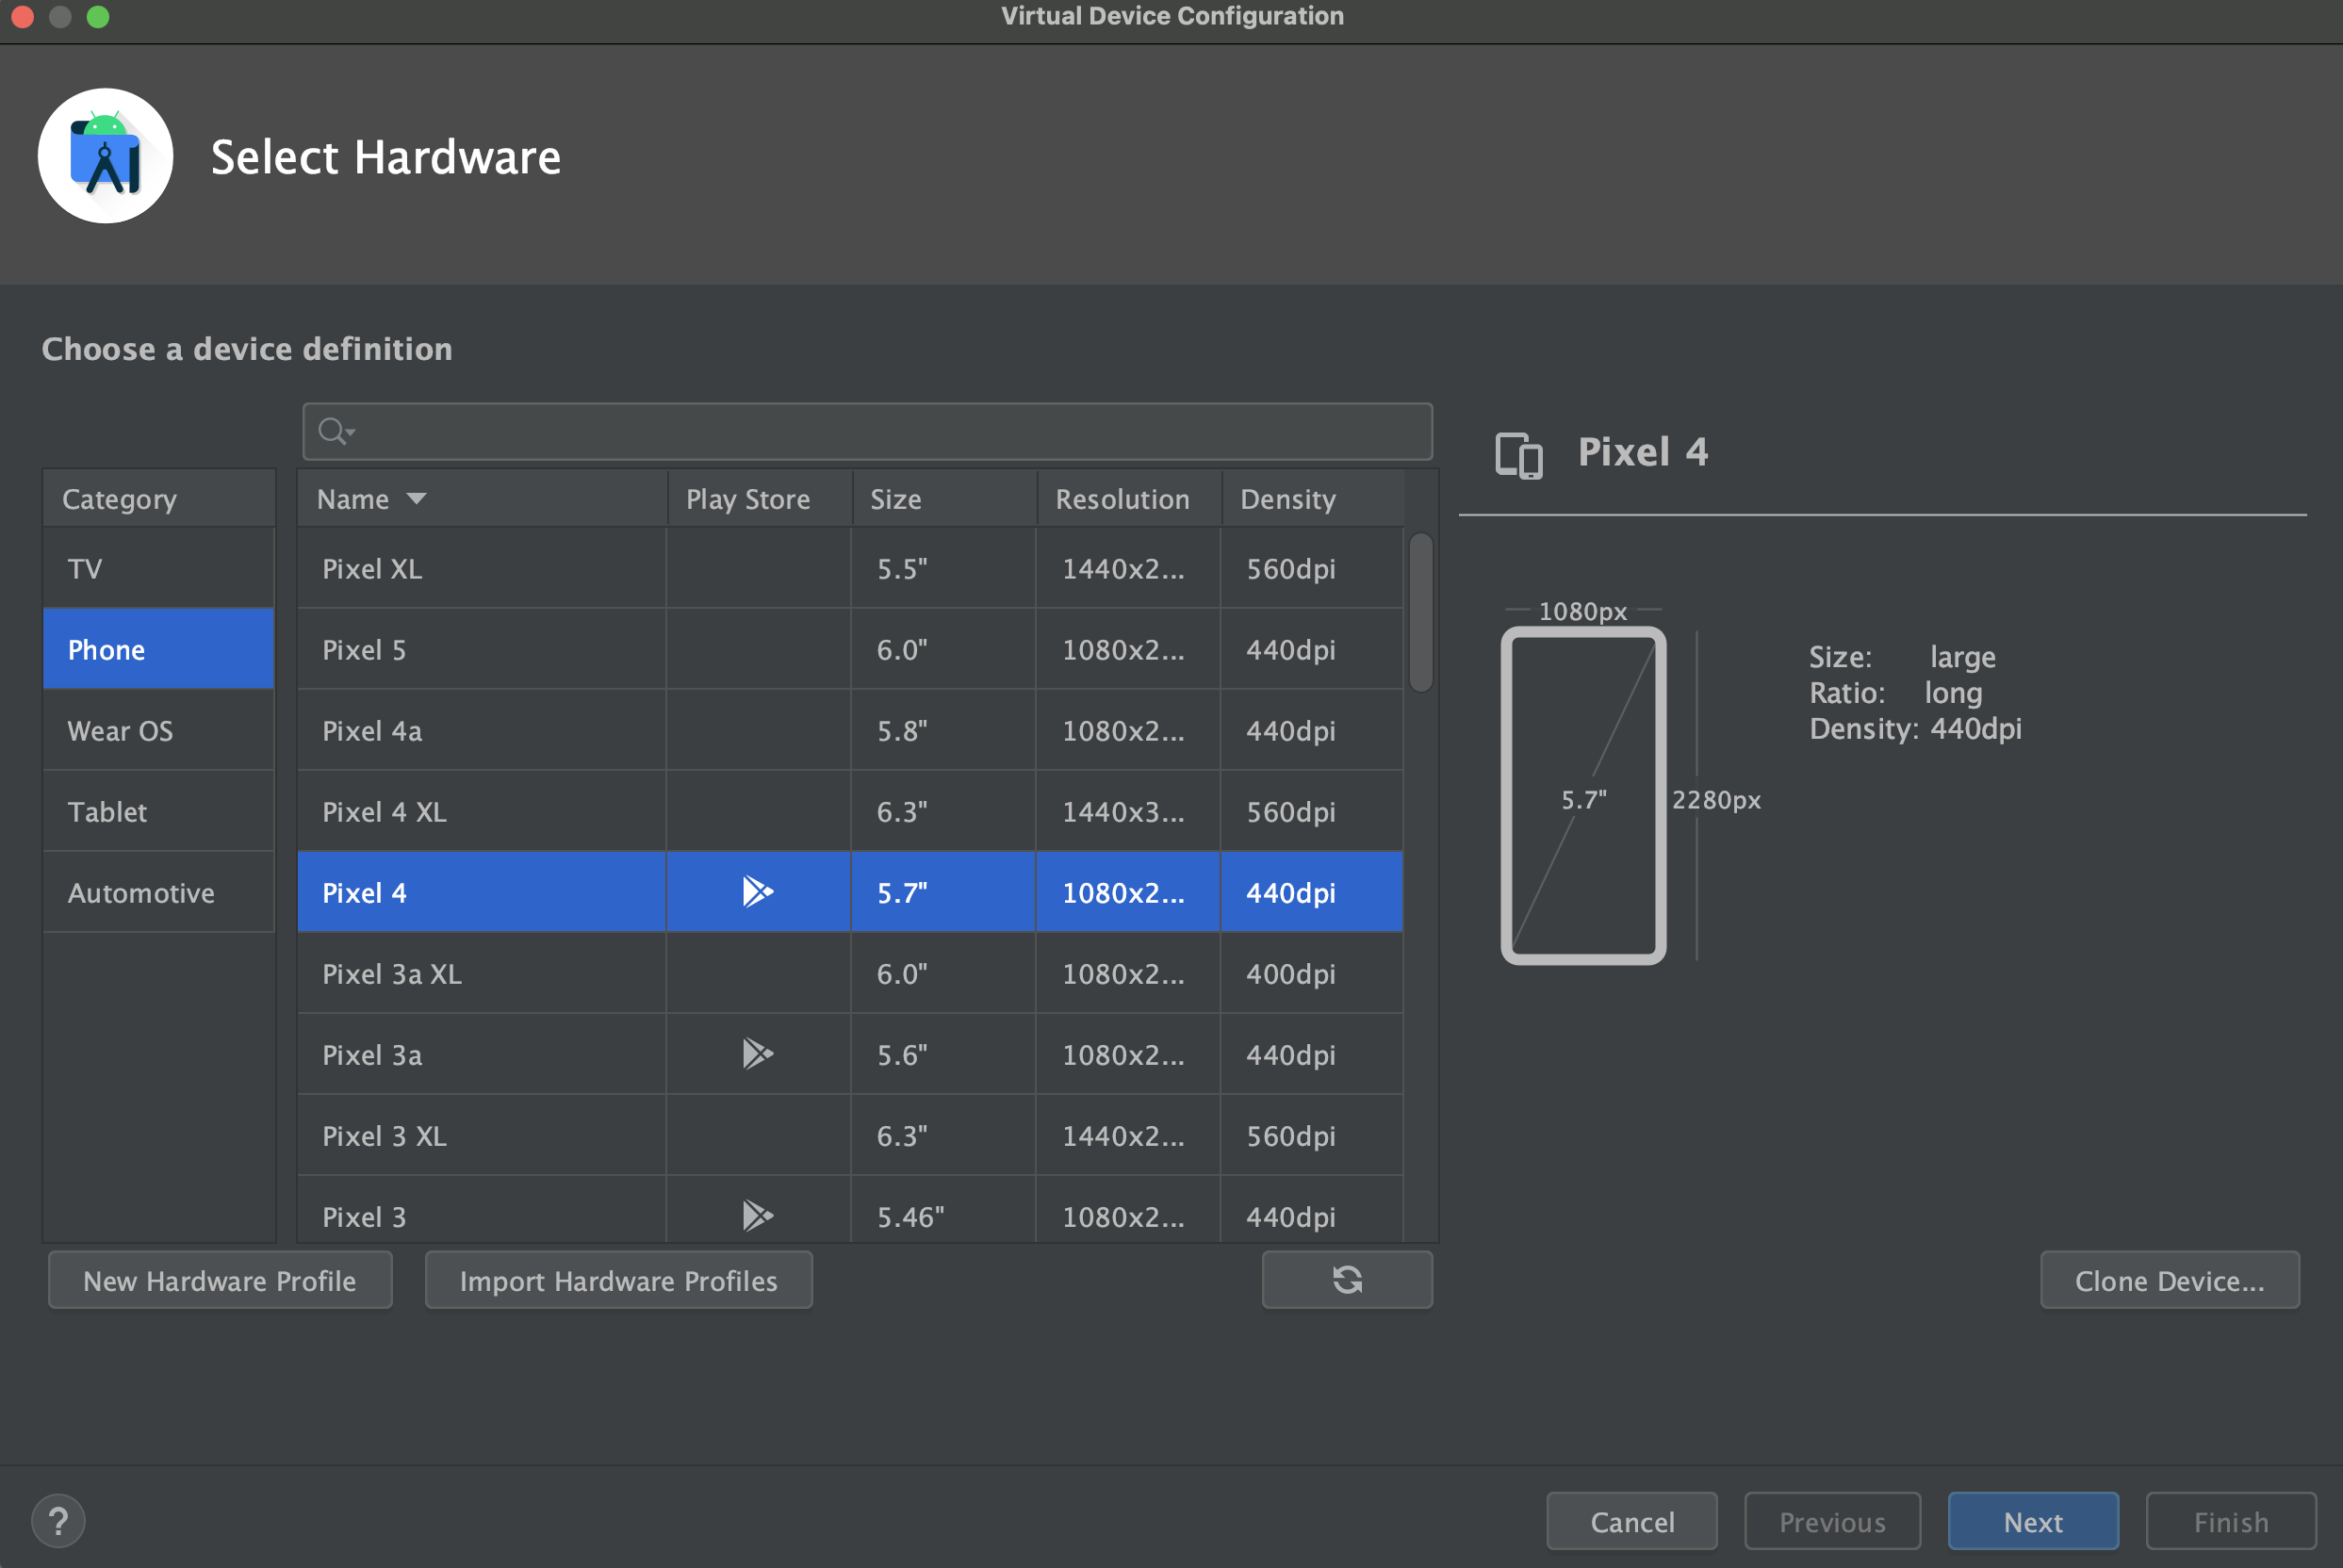 Virtual Device Configuration
Select Hardware
Choose a device definition
Category
TV
Phone
Wear OS
Tablet
Automotive
Name Play Store Size Resolution Density
Pixel XL 5.5" 1440x2... 560dpi
Pixel 5 6.0" 1080x2... 440dpi
Pixel 4a 5.8" 1080x2... 440dpi
Pixel 4 XL 6.3" 1440x3... 560dpi
Pixel 4 5.7" 1080x2... 440dpi
Pixel 3a XL 6.0" 1080x2... 400dpi
Pixel 3a 5.6" 1080x2... 440dpi
Pixel 3 XL 6.3" 1440x2... 560dpi
Pixel 3 5.46" 1080x2... 440dpi
Pixel 4
1080px
5.7"
2280px
Size: large
Ratio: long
Density: 440dpi
New Hardware Profile
Import Hardware Profiles
Clone Device...
?
Cancel
Previous
Next
Finish